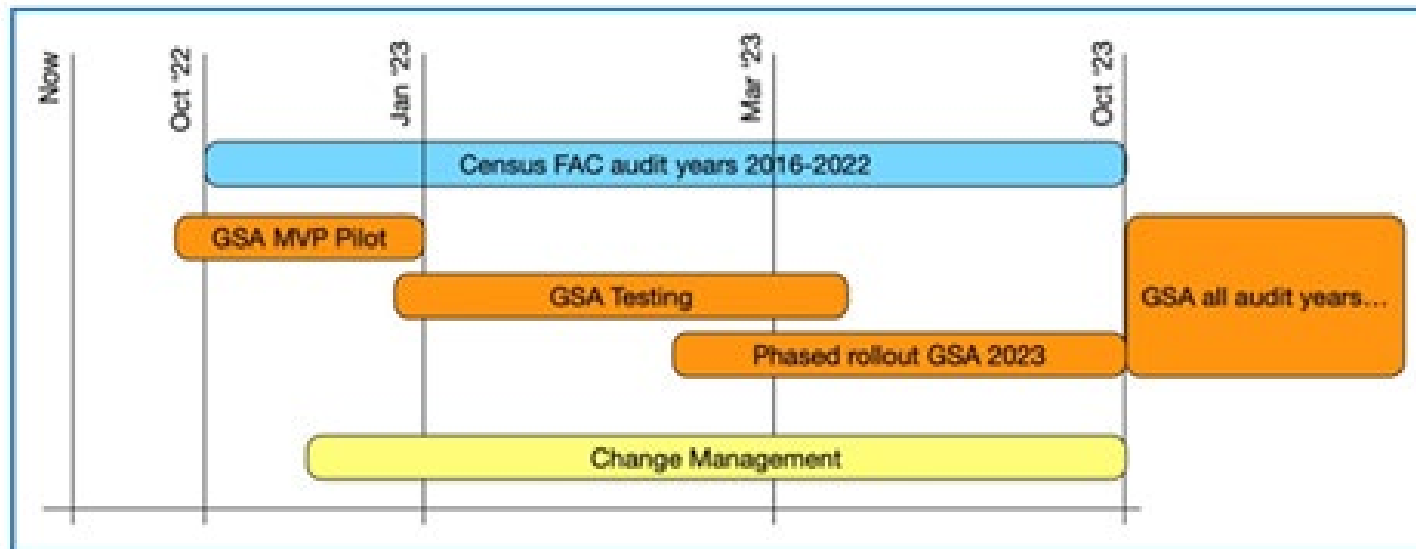 Now
Oct '22
Jan '23
Mar '23
Oct '23
Census FAC audit years 2016-2022
GSA MVP Pilot
GSA Testing
GSA all audit years...
Phased rollout GSA 2023
Change Management